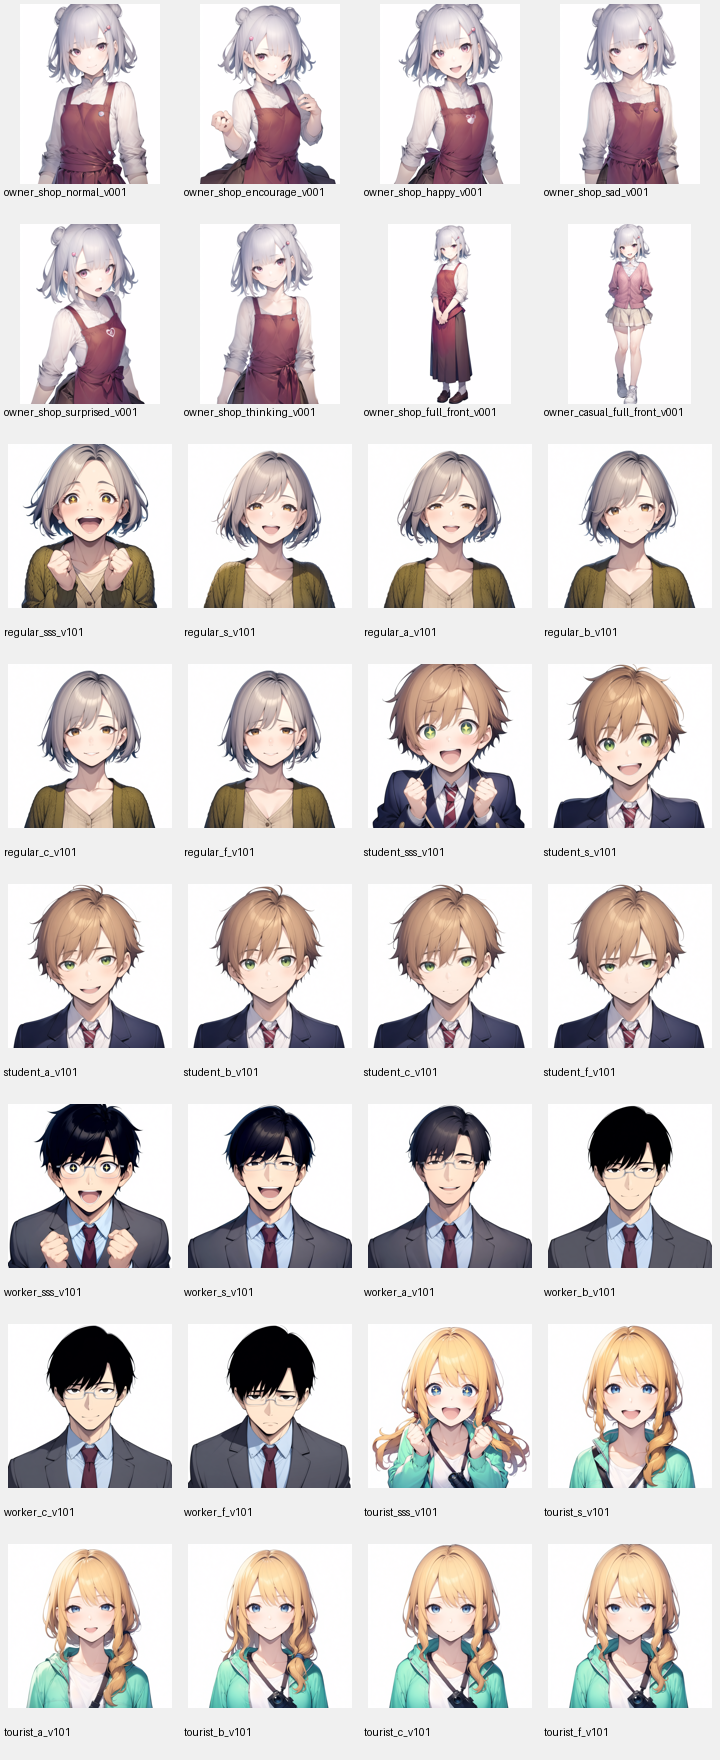 owner_shop_normal_v001
owner_shop_encourage_v001
owner_shop_happy_v001
owner_shop_sad_v001
owner_shop_surprised_v001
owner_shop_thinking_v001
owner_shop_full_front_v001
owner_casual_full_front_v001
regular_sss_v101
regular_s_v101
regular_a_v101
regular_b_v101
regular_c_v101
regular_f_v101
student_sss_v101
student_s_v101
student_a_v101
student_b_v101
student_c_v101
student_f_v101
worker_sss_v101
worker_s_v101
worker_a_v101
worker_b_v101
worker_c_v101
worker_f_v101
tourist_sss_v101
tourist_s_v101
tourist_a_v101
tourist_b_v101
tourist_c_v101
tourist_f_v101